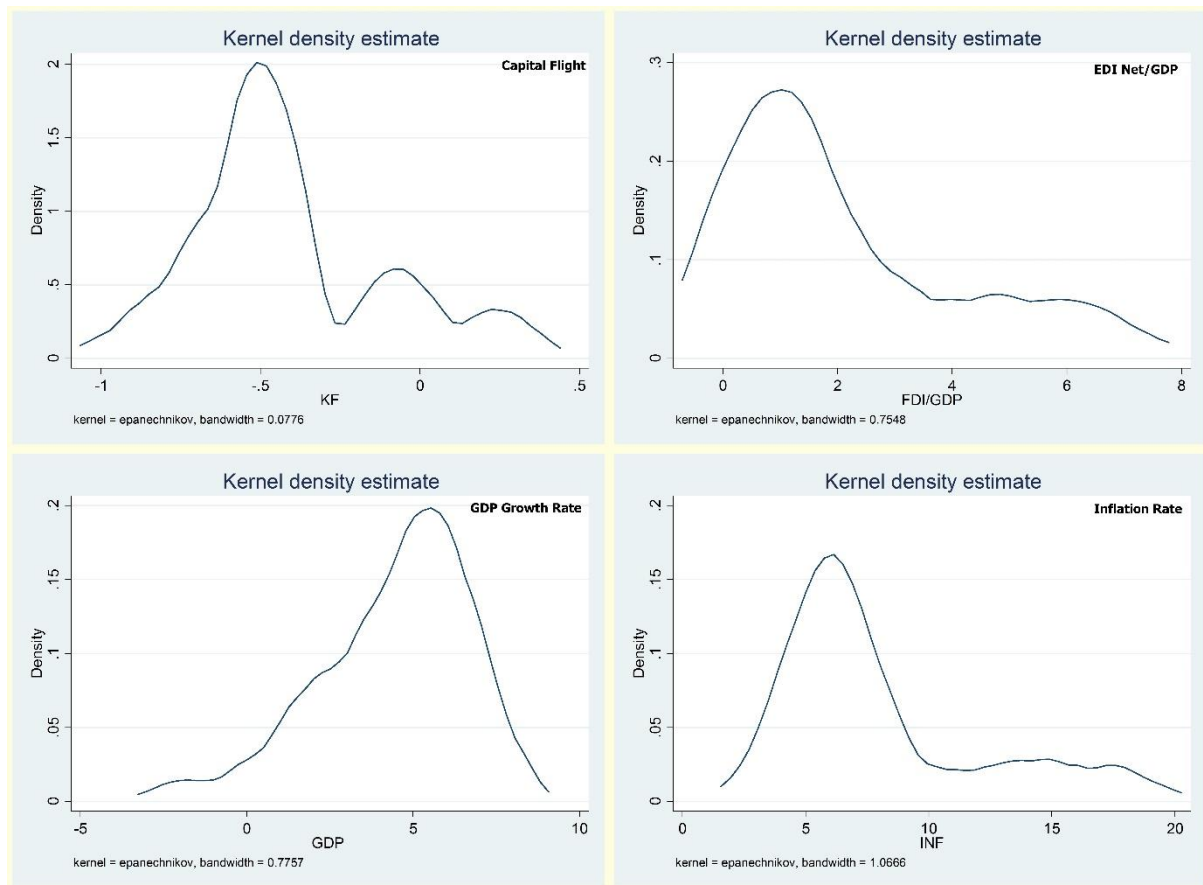 Kernel density estimate
Capital Flight
Density
2
1.5
1
.5
0
-1
-.5
0
.5
KF
kernel = epanechnikov, bandwidth = 0.0776
Kernel density estimate
EDI Net/GDP
Density
.3
.2
.1
0
0
2
4
6
8
FDI/GDP
kernel = epanechnikov, bandwidth = 0.7548
Kernel density estimate
GDP Growth Rate
Density
.2
.15
.1
.05
0
-5
0
5
10
GDP
kernel = epanechnikov, bandwidth = 0.7757
Kernel density estimate
Inflation Rate
Density
.2
.15
.1
.05
0
0
5
10
15
20
INF
kernel = epanechnikov, bandwidth = 1.0666